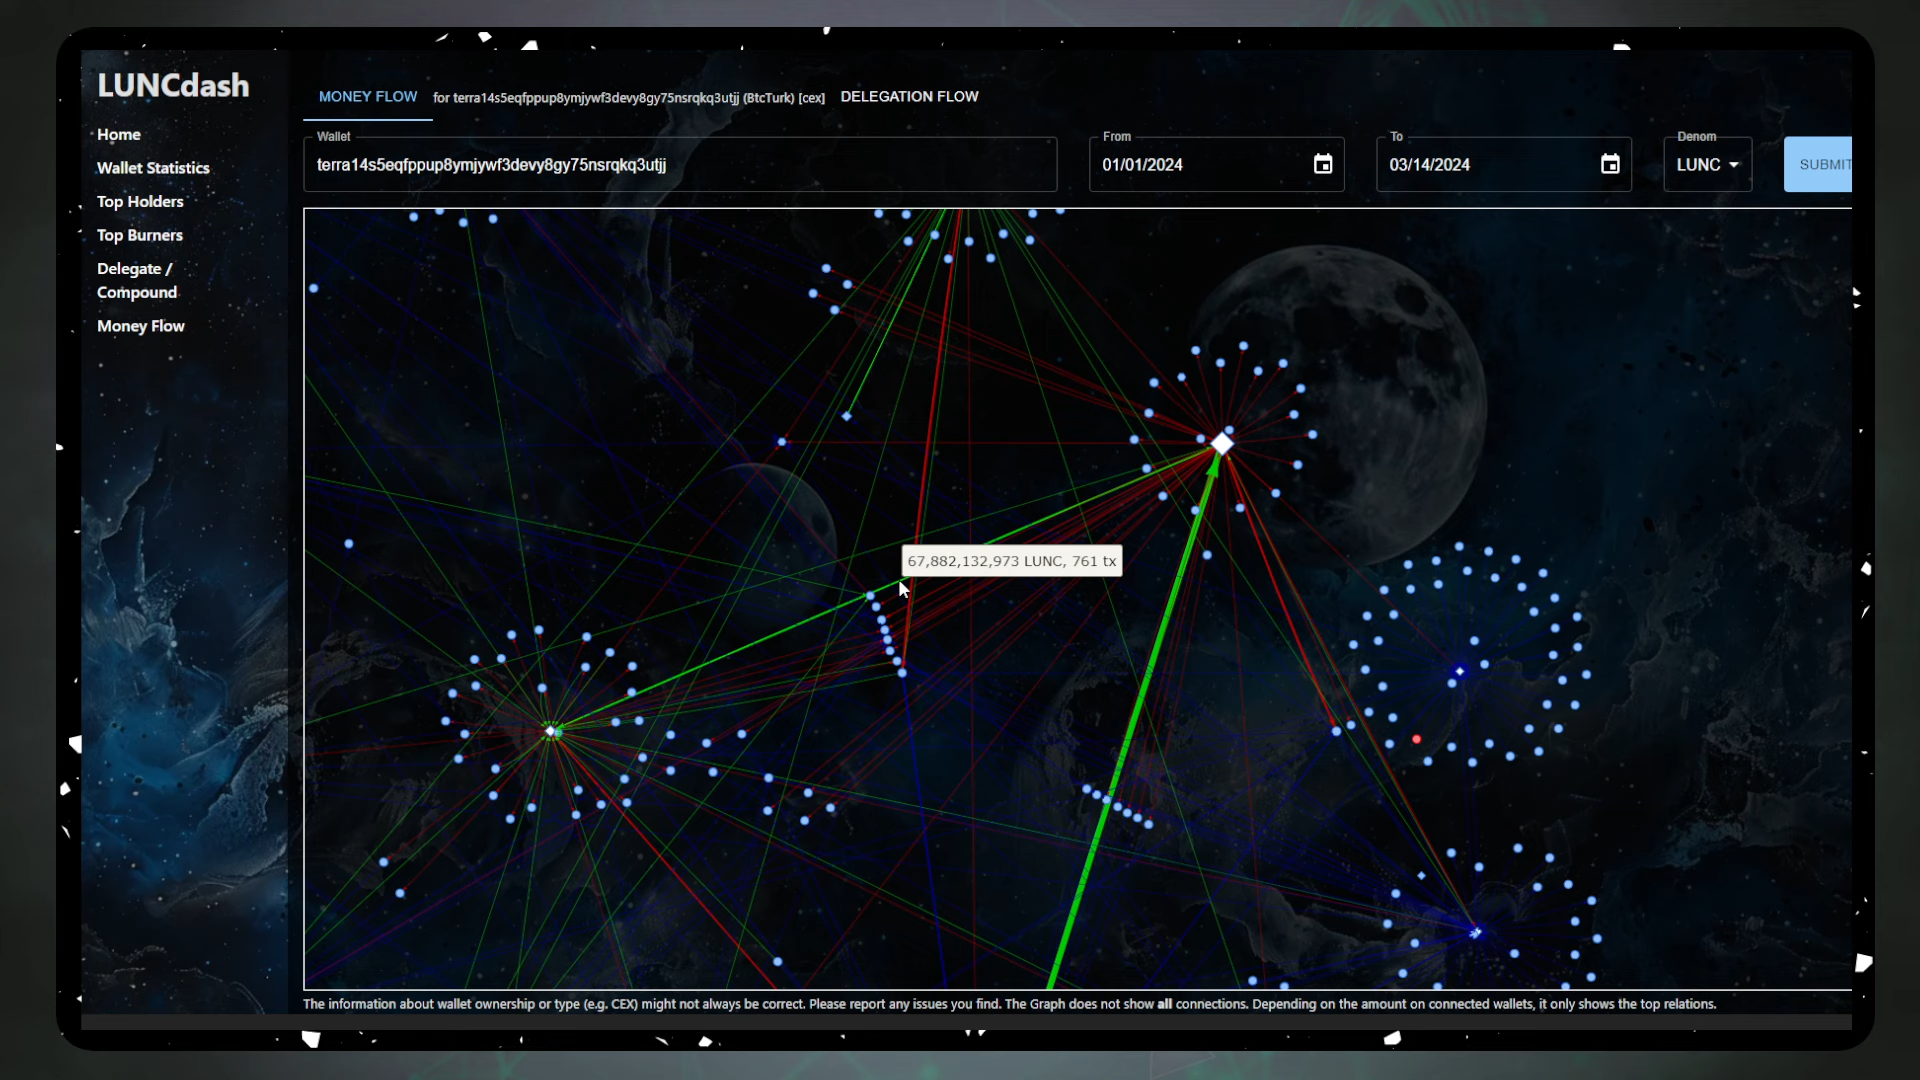 LUNCdash
Home
Wallet Statistics
Top Holders
Top Burners
Delegate /
Compound
Money Flow
MONEY FLOW for terra14s5eqfppup8ymjywf3devy8gy75nsrqkq3utjj (BtcTurk) [cex] DELEGATION FLOW
Wallet
terra14s5eqfppup8ymjywf3devy8gy75nsrqkq3utjj
From
01/01/2024
To
03/14/2024
Denom
LUNC
SUBMIT
67,882,132,973 LUNC, 761 tx
The information about wallet ownership or type (e.g. CEX) might not always be correct. Please report any issues you find. The Graph does not show all connections. Depending on the amount on connected wallets, it only shows the top relations.